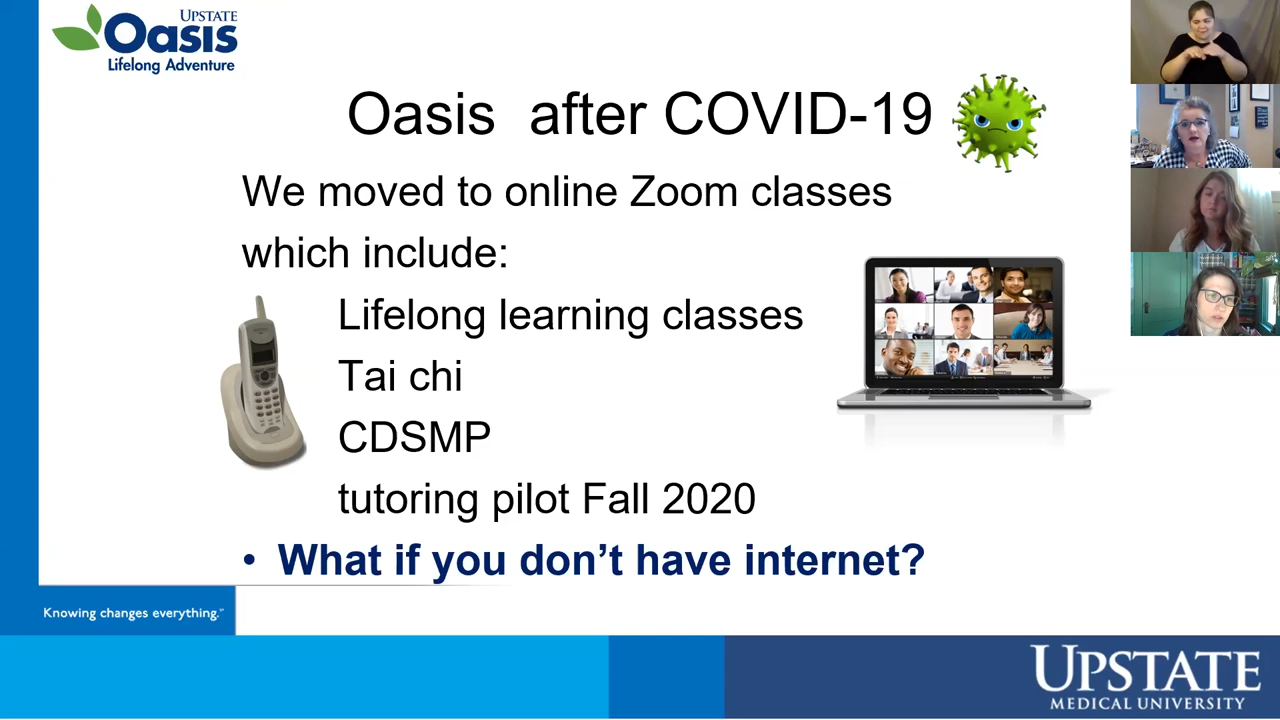 UPSTATE
Oasis
Lifelong Adventure
Oasis after COVID-19
We moved to online Zoom classes
which include:
Lifelong learning classes
Tai chi
CDSMP
tutoring pilot Fall 2020
• What if you don’t have internet?
Knowing changes everything.™
UPSTATE
MEDICAL UNIVERSITY